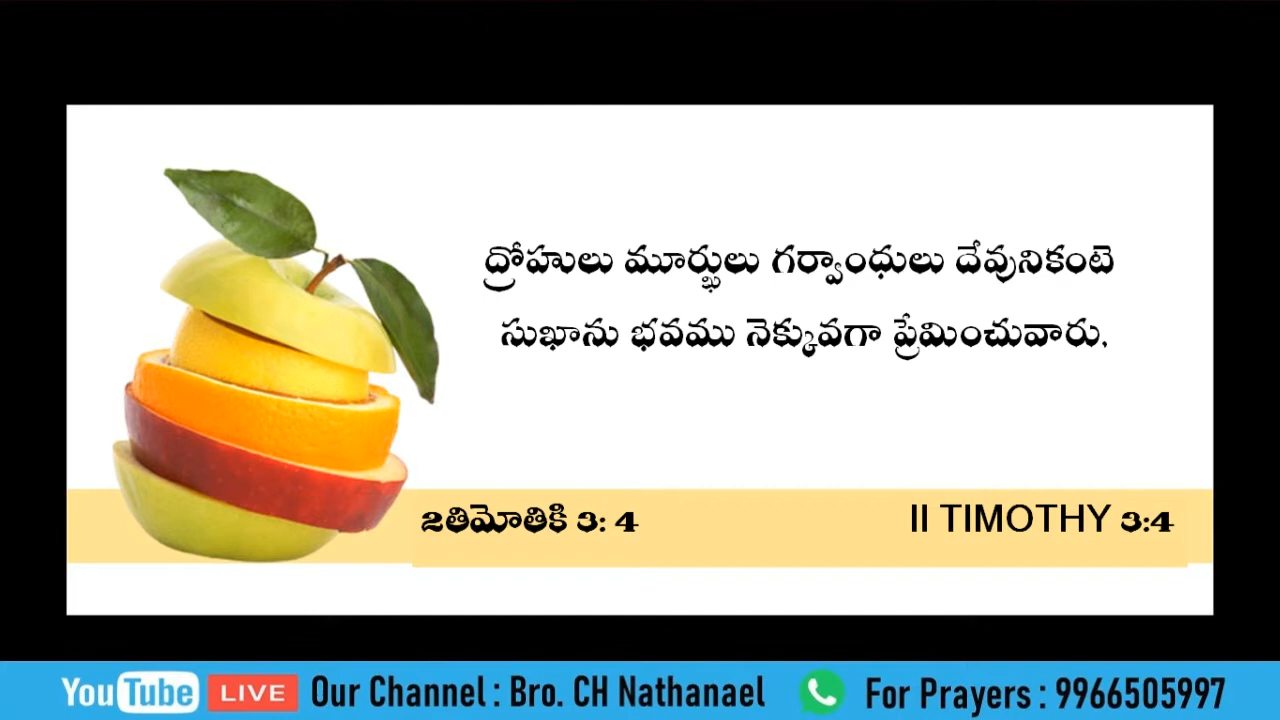 ద్రోహులు మూర్ఖులు గర్వాంధులు దేవునికంటె
సుఖాను భవము నెక్కువగా ప్రేమించువారు.
2తిమోతికి 3: 4 II TIMOTHY 3:4
YouTube LIVE Our Channel : Bro. CH Nathanael For Prayers : 9966505997